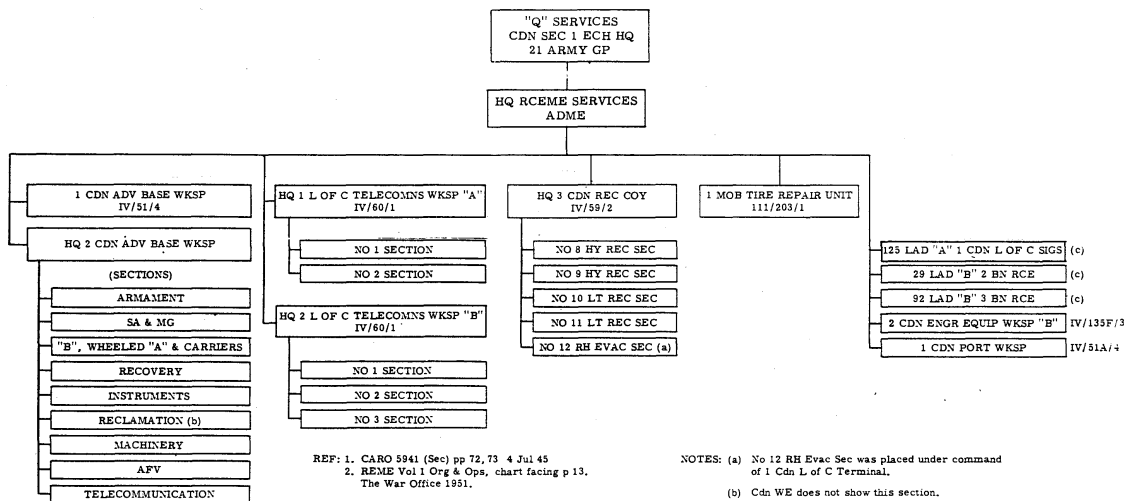 "Q" SERVICES
CDN SEC 1 ECH HQ
21 ARMY GP
HQ RCEME SERVICES
ADME
1 CDN ADV BASE WKSP
IV/51/4
HQ 2 CDN ADV BASE WKSP
(SECTIONS)
ARMAMENT
SA & MG
"B", WHEELED "A" & CARRIERS
RECOVERY
INSTRUMENTS
RECLAMATION (b)
MACHINERY
AFV
TELECOMMUNICATION
HQ 1 L OF C TELECOMNS WKSP "A"
IV/60/1
NO 1 SECTION
NO 2 SECTION
HQ 2 L OF C TELECOMNS WKSP "B"
IV/60/1
NO 1 SECTION
NO 2 SECTION
NO 3 SECTION
HQ 3 CDN REC COY
IV/59/2
NO 8 HY REC SEC
NO 9 HY REC SEC
NO 10 LT REC SEC
NO 11 LT REC SEC
NO 12 RH EVAC SEC (a)
1 MOB TIRE REPAIR UNIT
111/203/1
125 LAD "A" 1 CDN L OF C SIGS (c)
29 LAD "B" 2 BN RCE (c)
92 LAD "B" 3 BN RCE (c)
2 CDN ENGR EQUIP WKSP "B" IV/135F/3
1 CDN PORT WKSP IV/51A/4
REF: 1. CARO 5941 (Sec) pp 72, 73 4 Jul 45
2. REME Vol 1 Org & Ops, chart facing p 13.
The War Office 1951.
NOTES: (a) No 12 RH Evac Sec was placed under command
of 1 Cdn L of C Terminal.
(b) Cdn WE does not show this section.